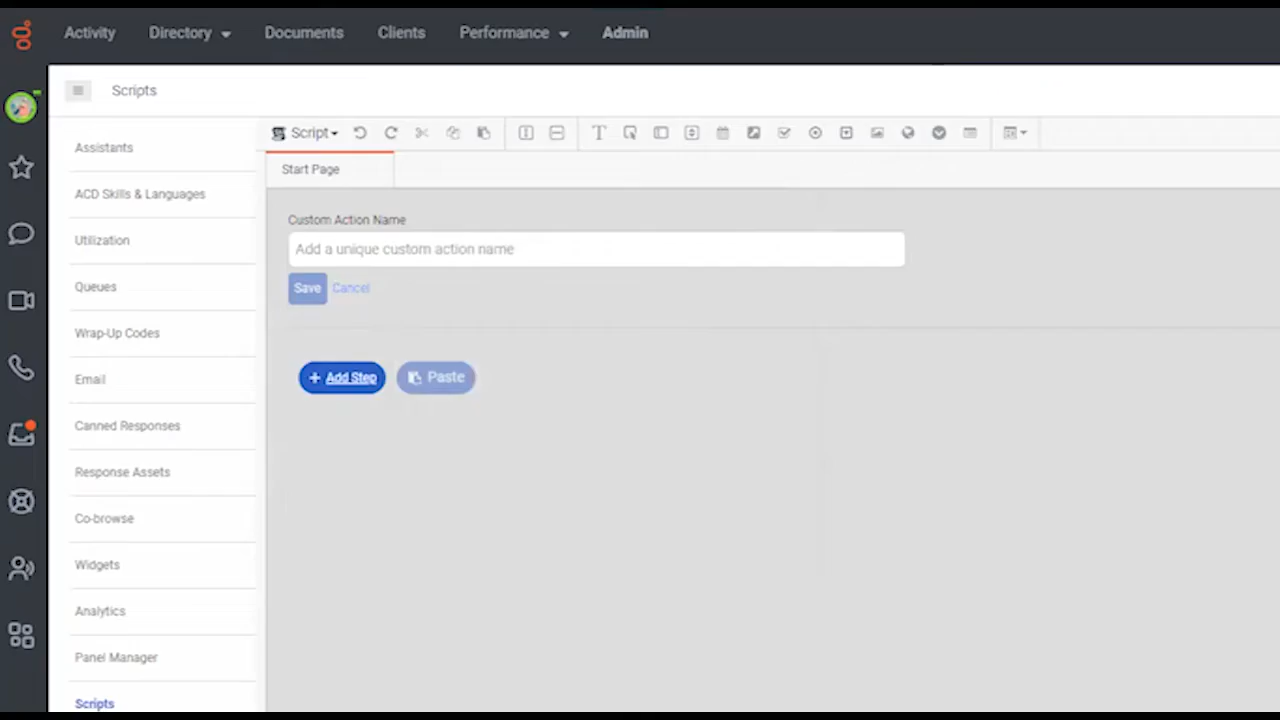 Activity Directory Documents Clients Performance Admin
Scripts
Script
Assistants
Start Page
ACD Skills & Languages
Custom Action Name
Utilization
Add a unique custom action name
Queues
Save Cancel
Wrap-Up Codes
Email
+ Add Step Paste
Canned Responses
Response Assets
Co-browse
Widgets
Analytics
Panel Manager
Scripts